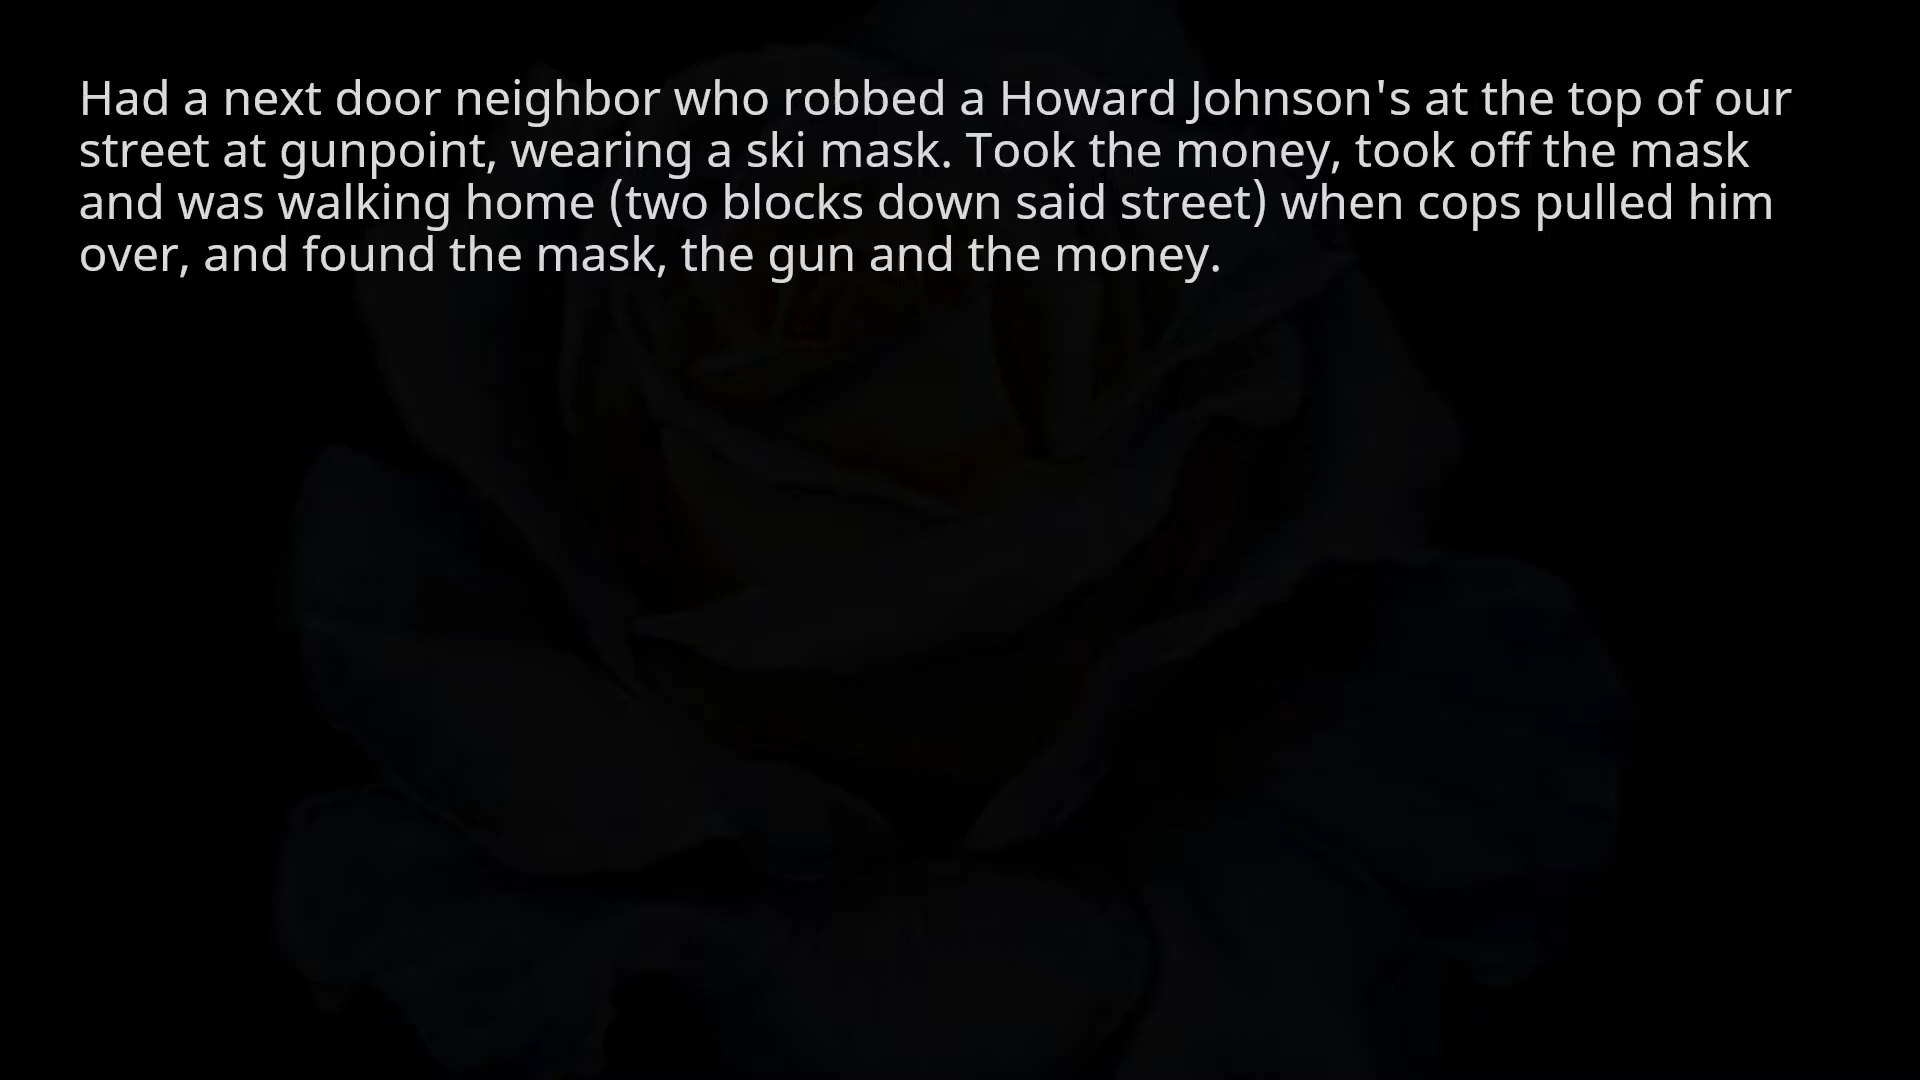 Had a next door neighbor who robbed a Howard Johnson's at the top of our
street at gunpoint, wearing a ski mask. Took the money, took off the mask
and was walking home (two blocks down said street) when cops pulled him
over, and found the mask, the gun and the money.